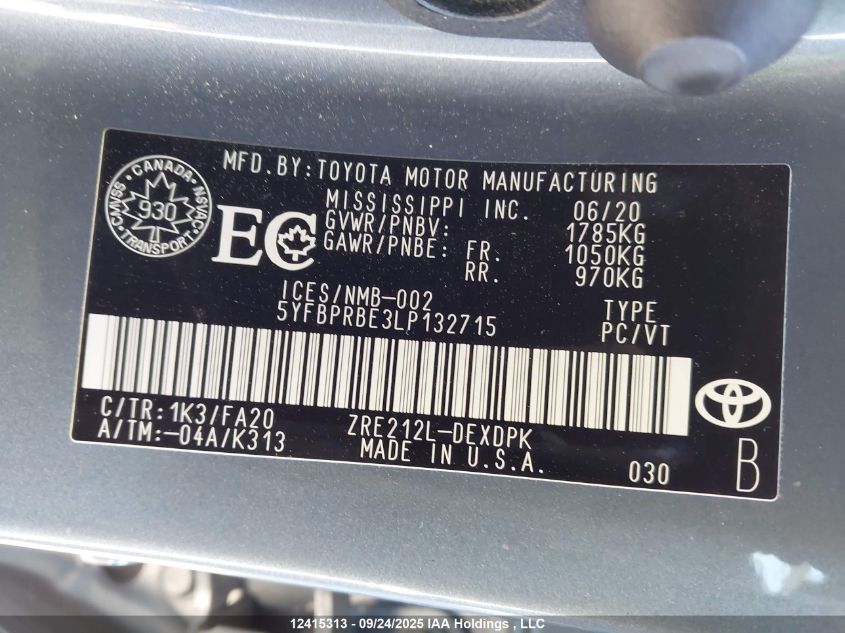 MFD.BY:TOYOTA MOTOR MANUFACTURING
MISSISSIPPI INC. 06/20
GVWR/PNBV: 1785KG
GAWR/PNBE: FR. 1050KG
RR. 970KG
CANADA
CMVSS NSVAC
930
TRANSPORT
EC
ICES/NMB-002
5YFBPRBE3LP132715
TYPE
PC/VT
C/TR:1K3/FA20
A/TM:-04A/K313
ZRE212L-DEXDPK
MADE IN U.S.A.
030
B
12415313 - 09/24/2025 IAA Holdings , LLC